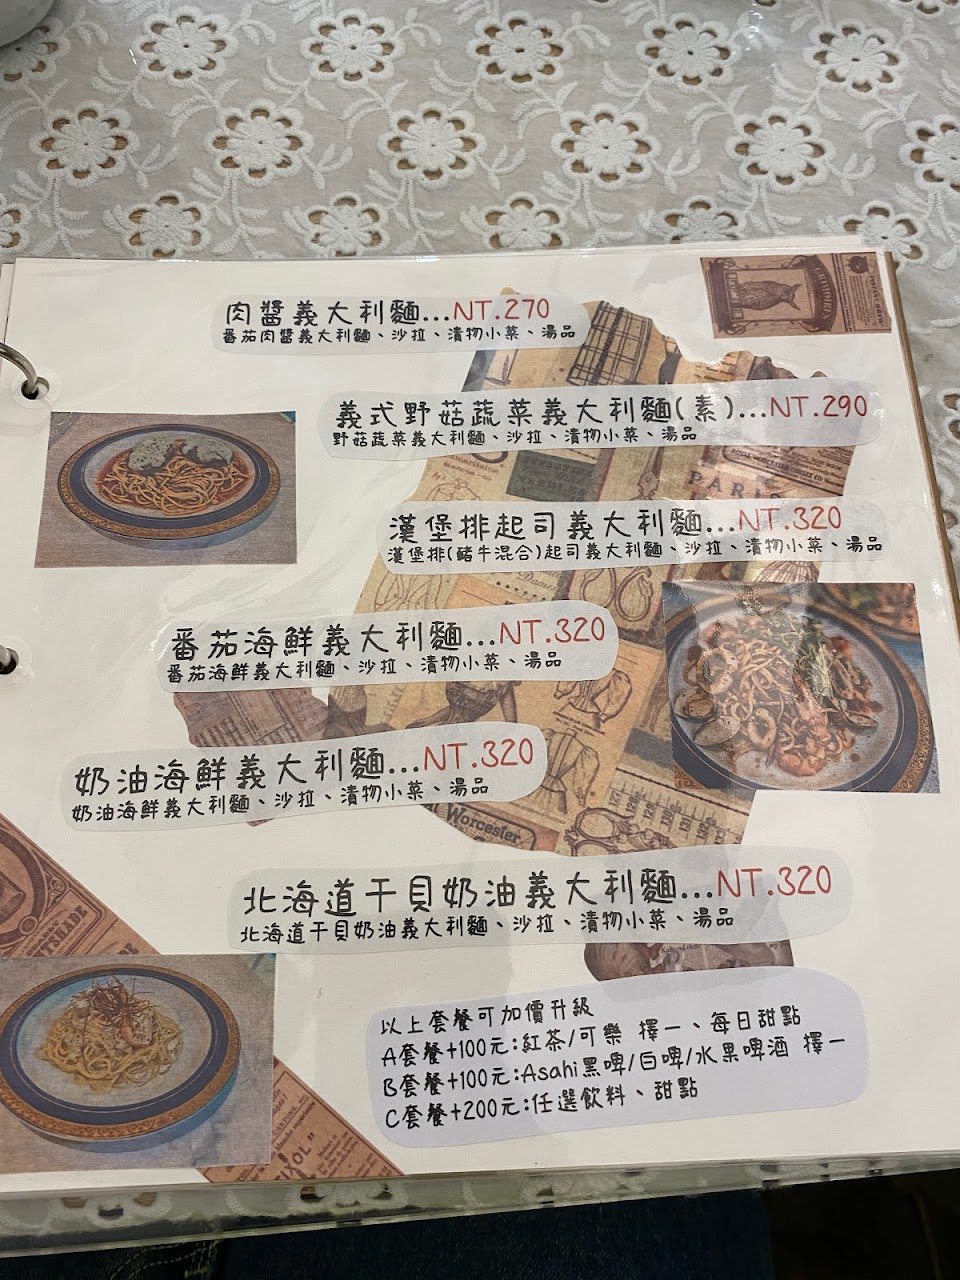 肉醬義大利麵...NT.270
番茄肉醬義大利麵、沙拉、漬物小菜、湯品
義式野菇蔬菜義大利麵(素)...NT.290
野菇蔬菜義大利麵、沙拉、漬物小菜、湯品
PARIS
漢堡排起司義大利麵...NT.320
漢堡排(豬牛混合)起司義大利麵、沙拉、漬物小菜、湯品
番茄海鮮義大利麵...NT.320
番茄海鮮義大利麵、沙拉、漬物小菜、湯品
奶油海鮮義大利麵...NT.320
奶油海鮮義大利麵、沙拉、漬物小菜、湯品
Worcester
北海道干貝奶油義大利麵...NT.320
北海道干貝奶油義大利麵、沙拉、漬物小菜、湯品
以上套餐可加價升級
A套餐+100元:紅茶/可樂 擇一、每日甜點
B套餐+100元:Asahi黑啤/白啤/水果啤酒 擇一
C套餐+200元:任選飲料、甜點